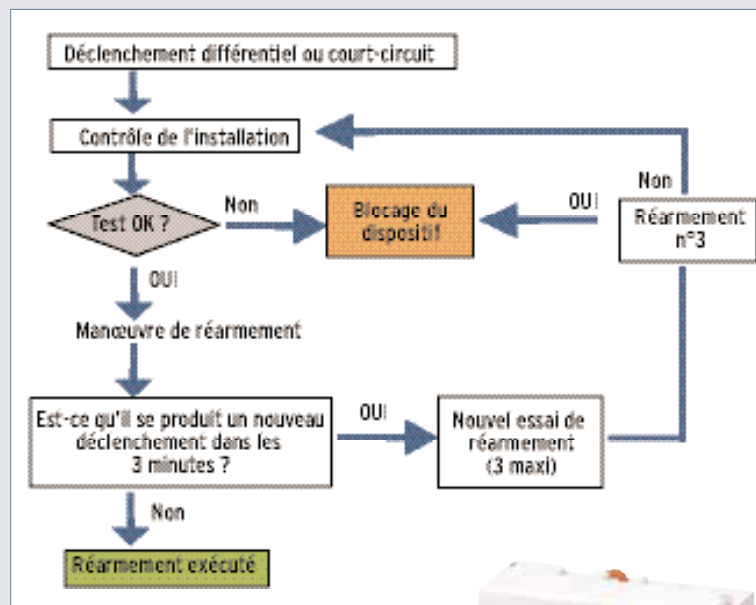 Déclenchement différentiel ou court-circuit
Contrôle de l'installation
Test OK ?
Non
Blocage du
dispositif
OUI
Non
Réarmement
n°3
OUI
Manœuvre de réarmement
Est-ce qu'il se produit un nouveau
déclenchement dans les
3 minutes ?
OUI
Nouvel essai de
réarmement
(3 maxi)
Non
Réarmement exécuté